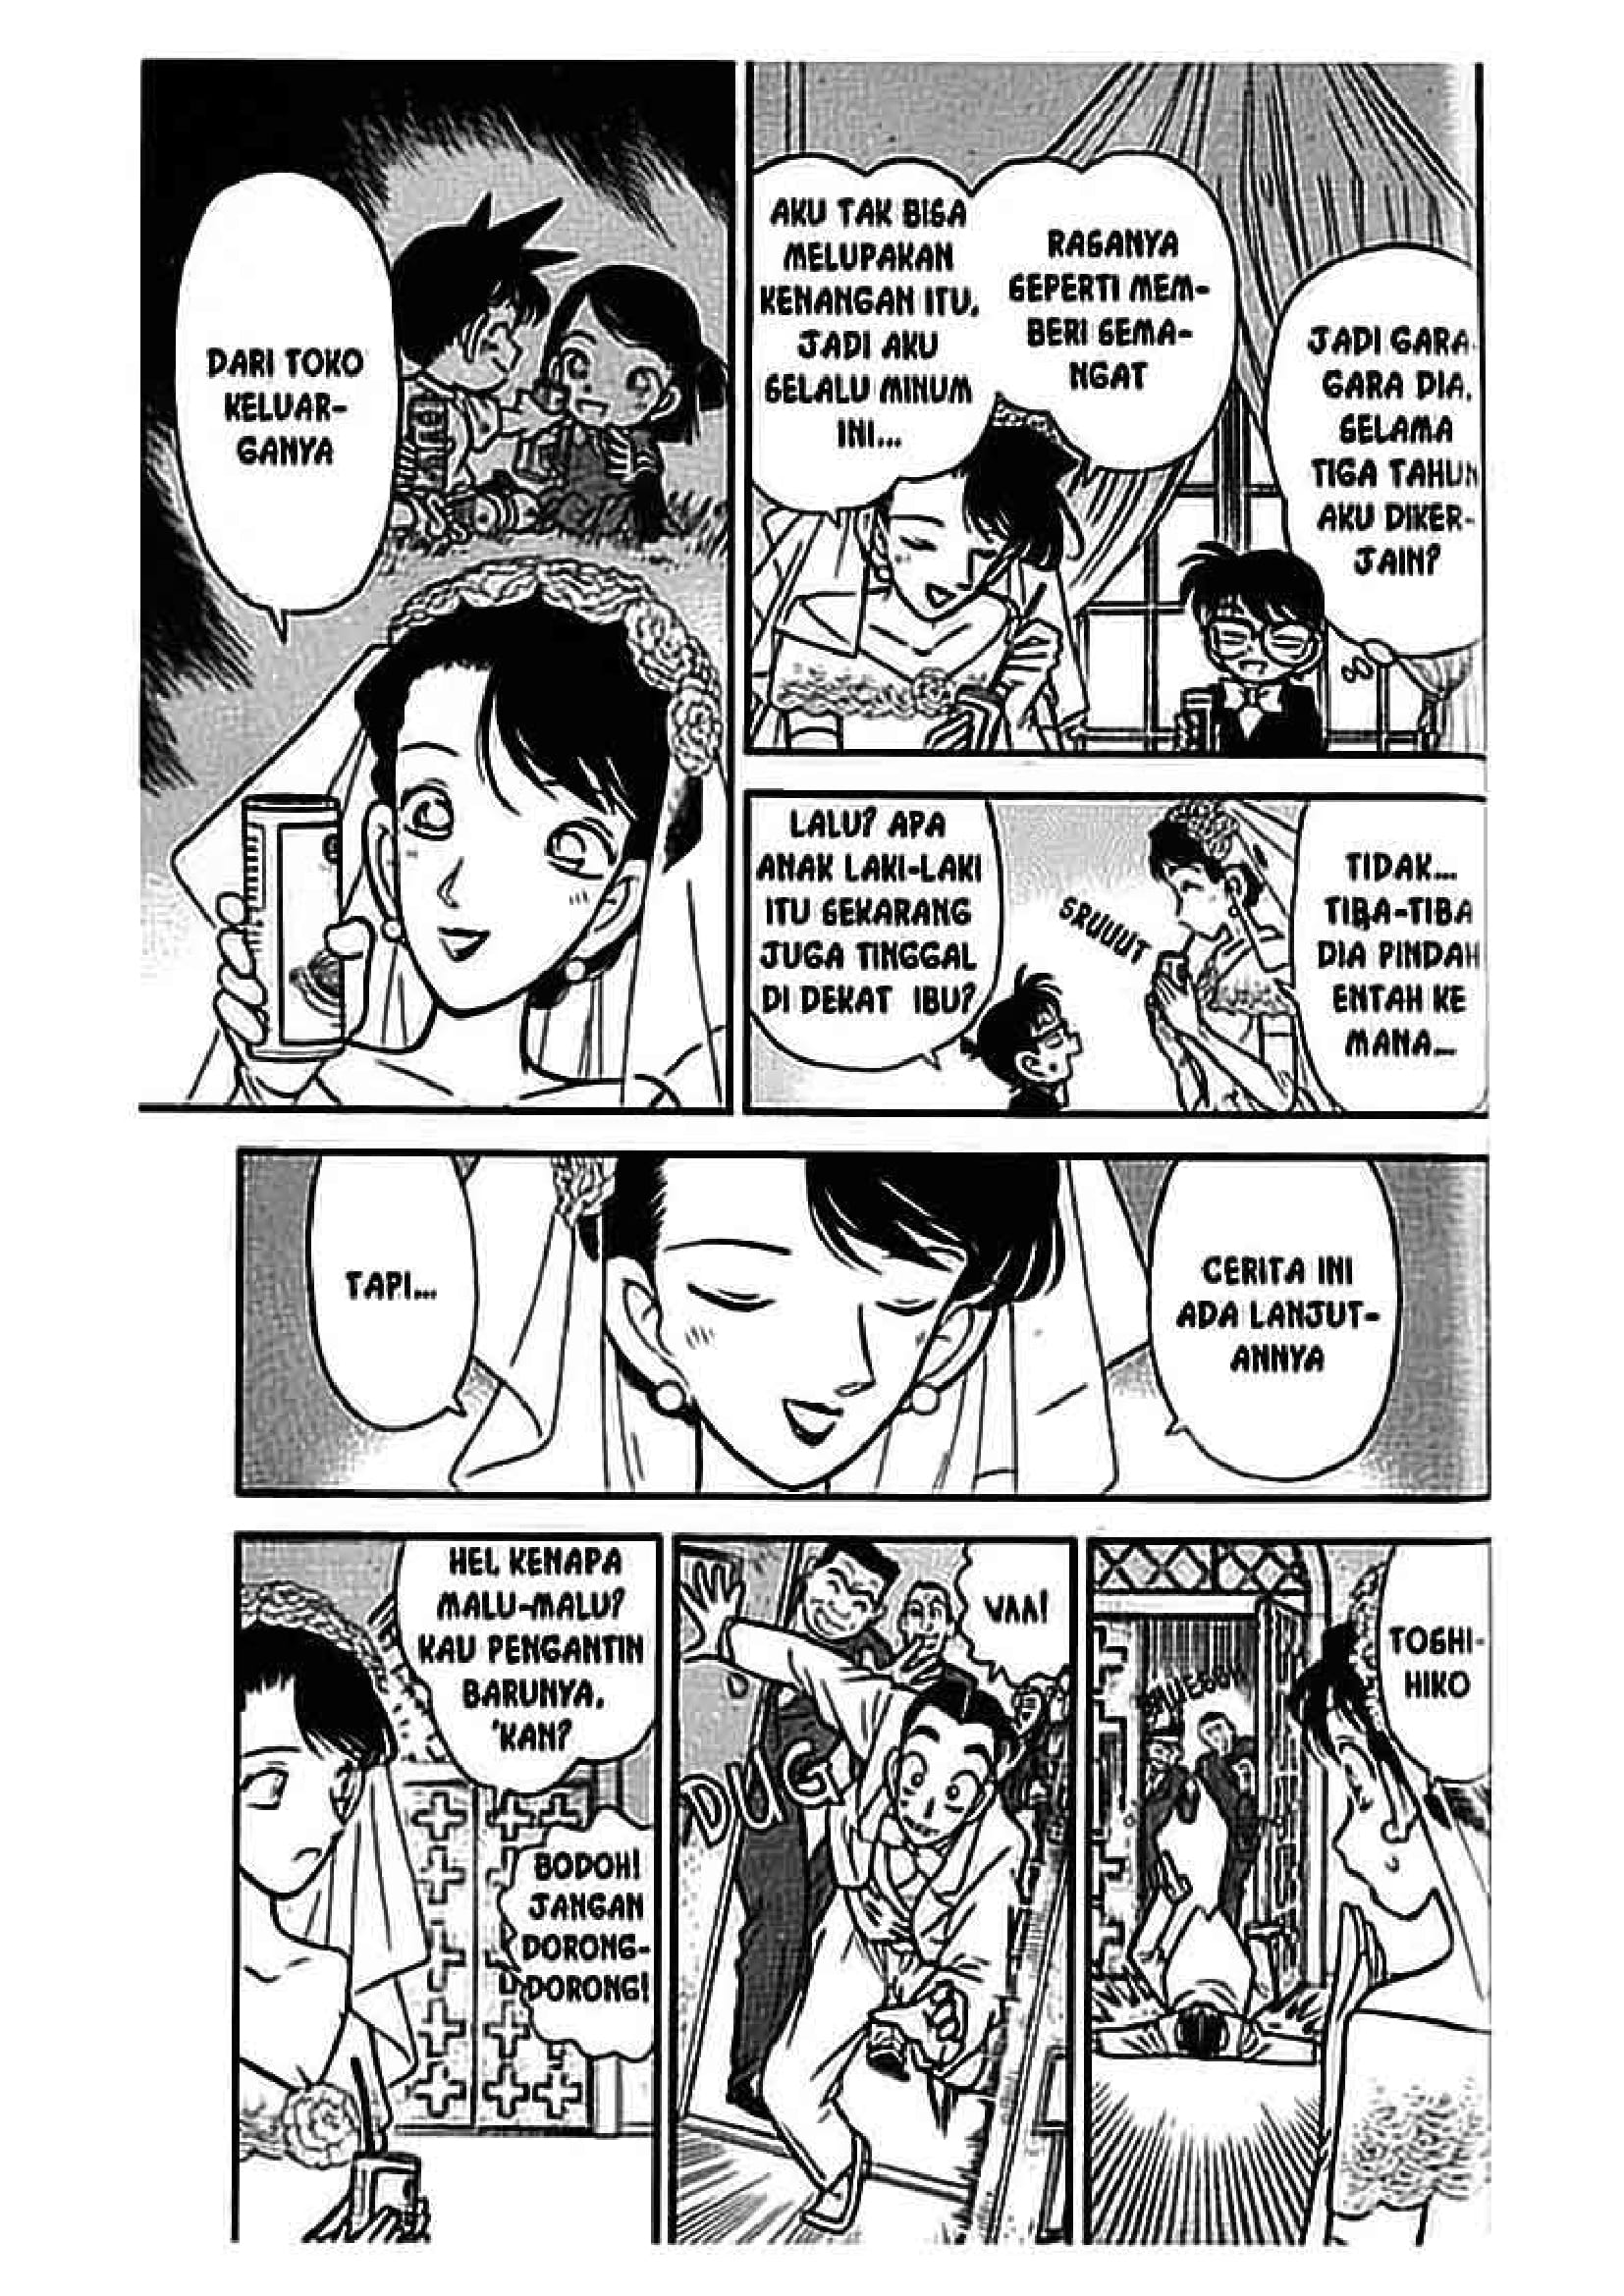 DARI TOKO
KELUAR-
GANYA
AKU TAK BISA
MELUPAKAN
KENANGAN ITU,
JADI AKU
SELALU MINUM
INI...
RASANYA
SEPERTI MEM-
BERI SEMA-
NGAT
JADI GARA-
GARA DIA,
SELAMA
TIGA TAHUN
AKU DIKER-
JAIN?
LALU? APA
ANAK LAKI-LAKI
ITU SEKARANG
JUGA TINGGAL
DI DEKAT IBU?
SRUUUT
TIDAK...
TIBA-TIBA
DIA PINDAH
ENTAH KE
MANA...
TAPI...
CERITA INI
ADA LANJUT-
ANNYA
HEI, KENAPA
MALU-MALU?
KAU PENGANTIN
BARUNYA,
'KAN?
BODOH!
JANGAN
DORONG-
DORONG!
DUG
WAA!
TOSHI-
HIKO